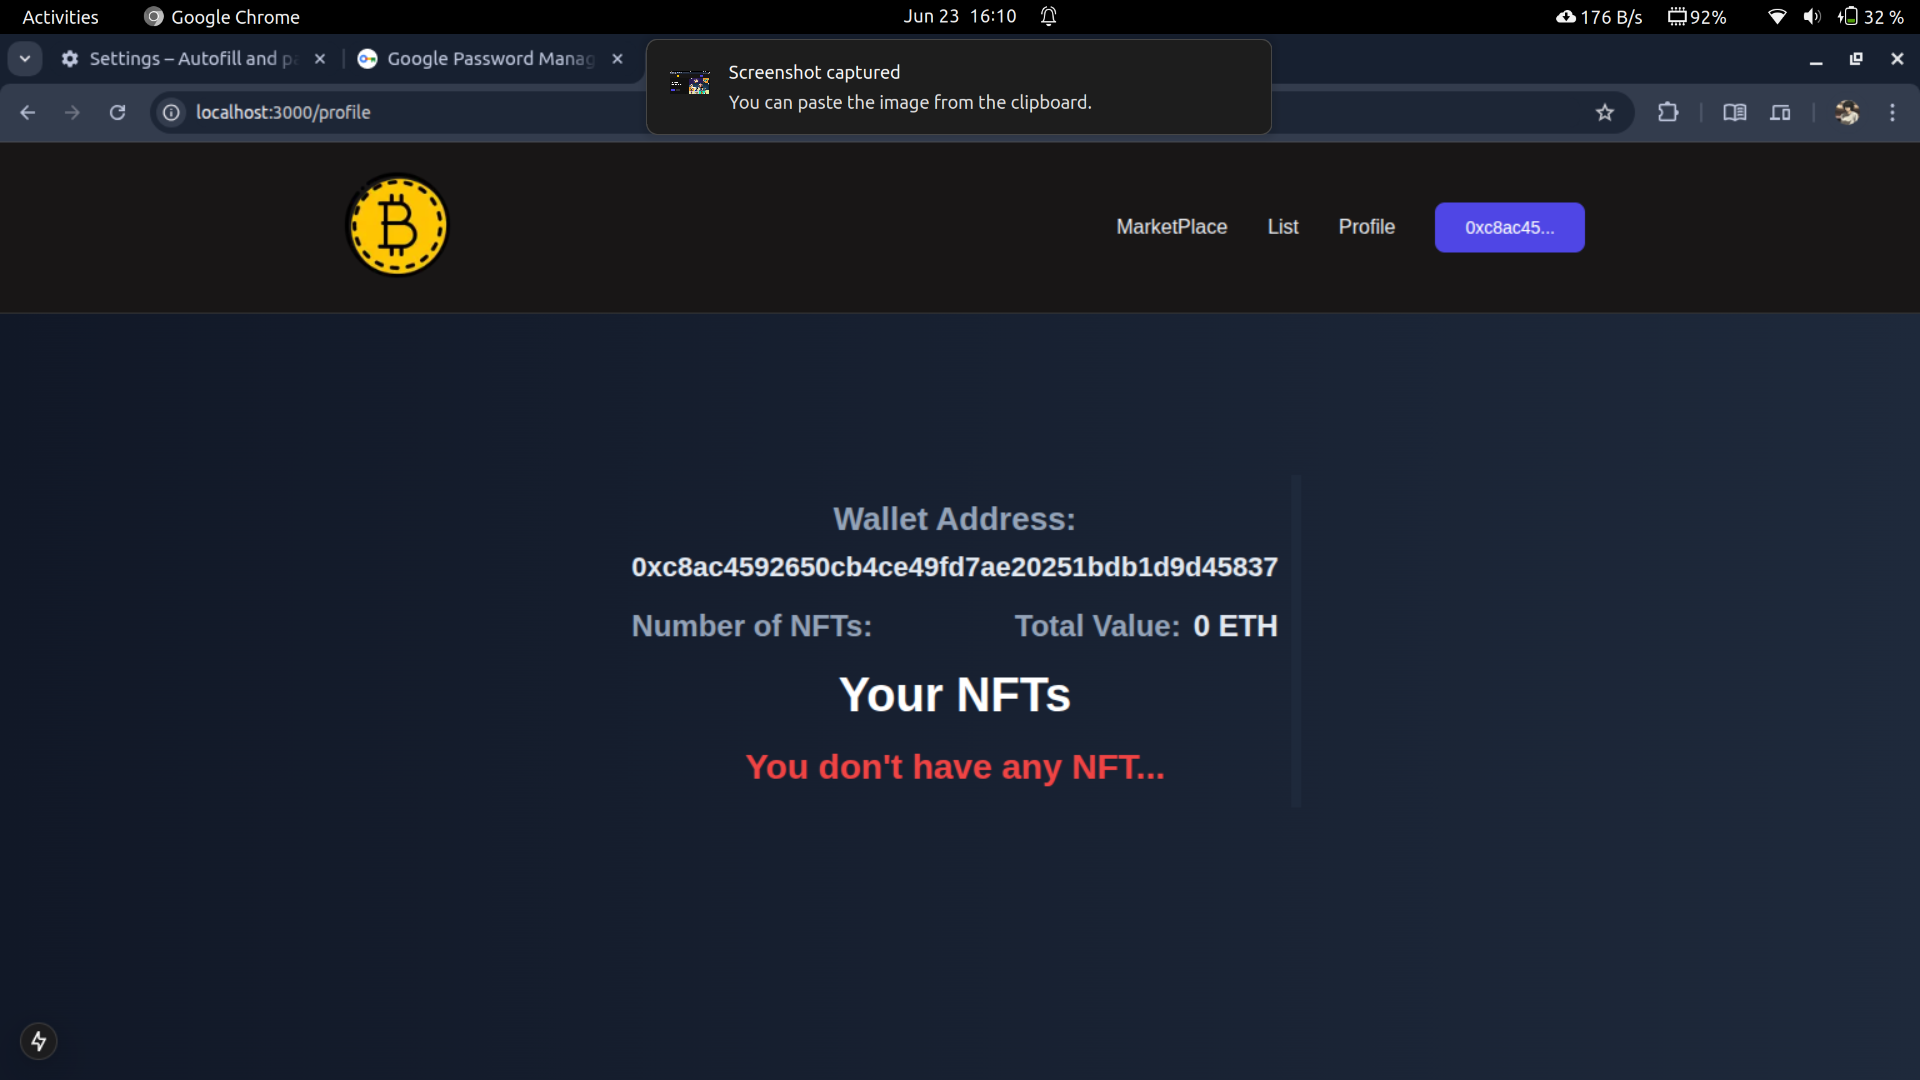 Activities Google Chrome Jun 23 16:10 176 B/s 92% 32 %
Settings – Autofill and pa Google Password Manag
Screenshot captured
You can paste the image from the clipboard.
localhost:3000/profile
MarketPlace List Profile 0xc8ac45...
Wallet Address:
0xc8ac4592650cb4ce49fd7ae20251bdb1d9d45837
Number of NFTs: Total Value: 0 ETH
Your NFTs
You don't have any NFT...